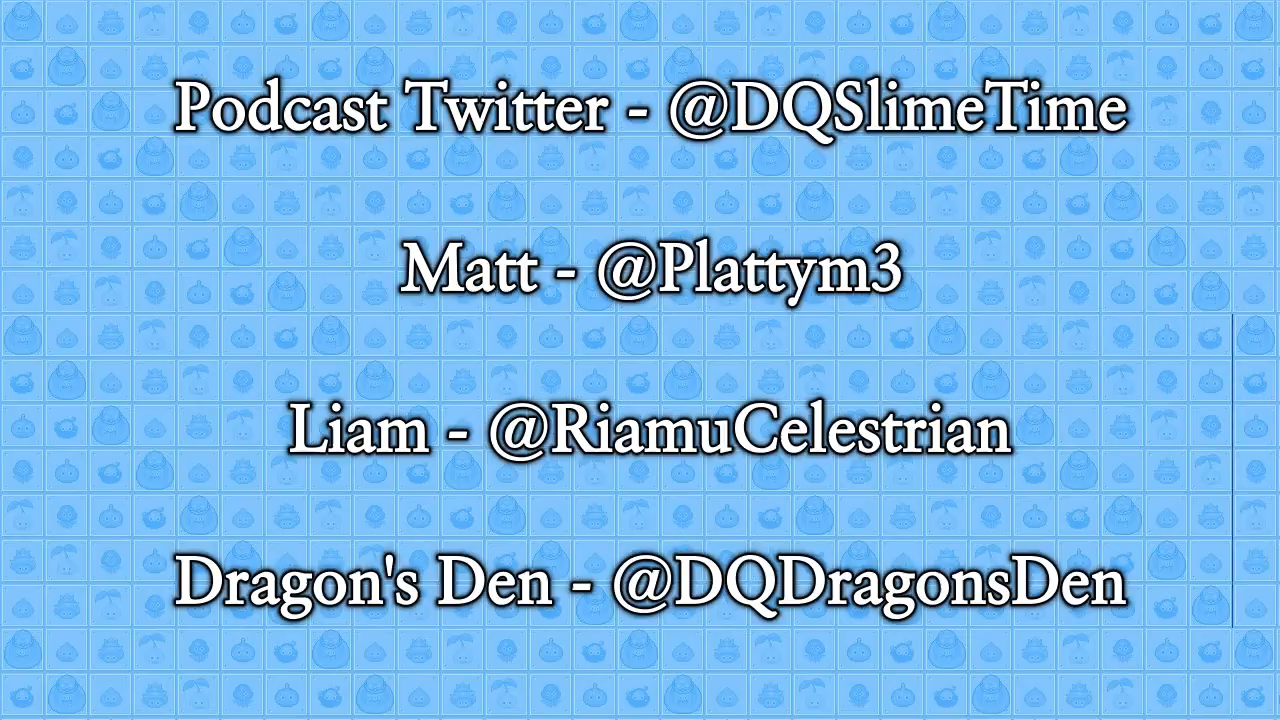 Podcast Twitter - @DQSlimeTime
Matt - @Plattym3
Liam - @RiamuCelestrian
Dragon's Den - @DQDragonsDen